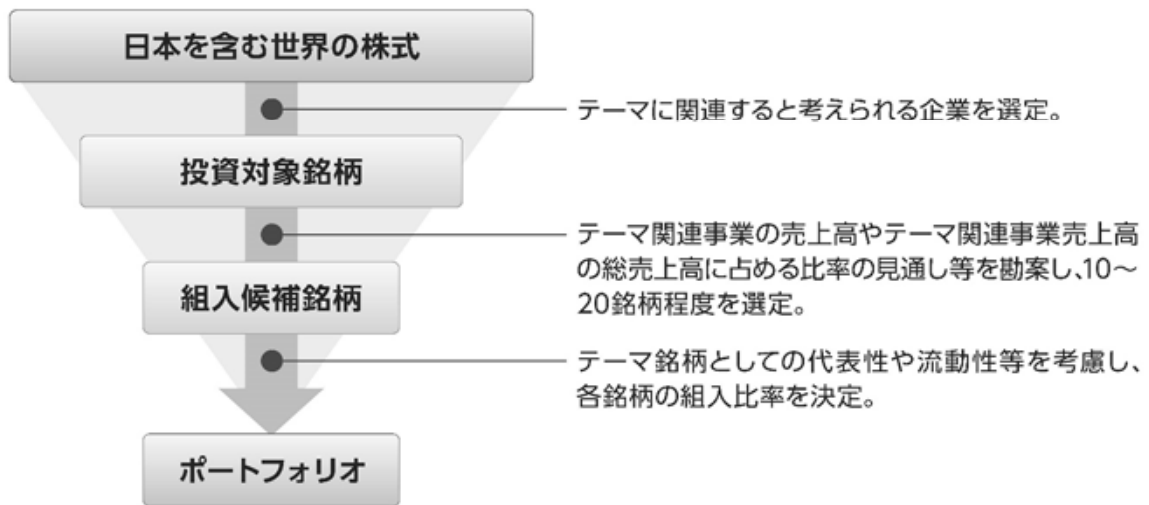 日本を含む世界の株式
テーマに関連すると考えられる企業を選定。
投資対象銘柄
テーマ関連事業の売上高やテーマ関連事業売上高
の総売上高に占める比率の見通し等を勘案し、10～
20銘柄程度を選定。
組入候補銘柄
テーマ銘柄としての代表性や流動性等を考慮し、
各銘柄の組入比率を決定。
ポートフォリオ